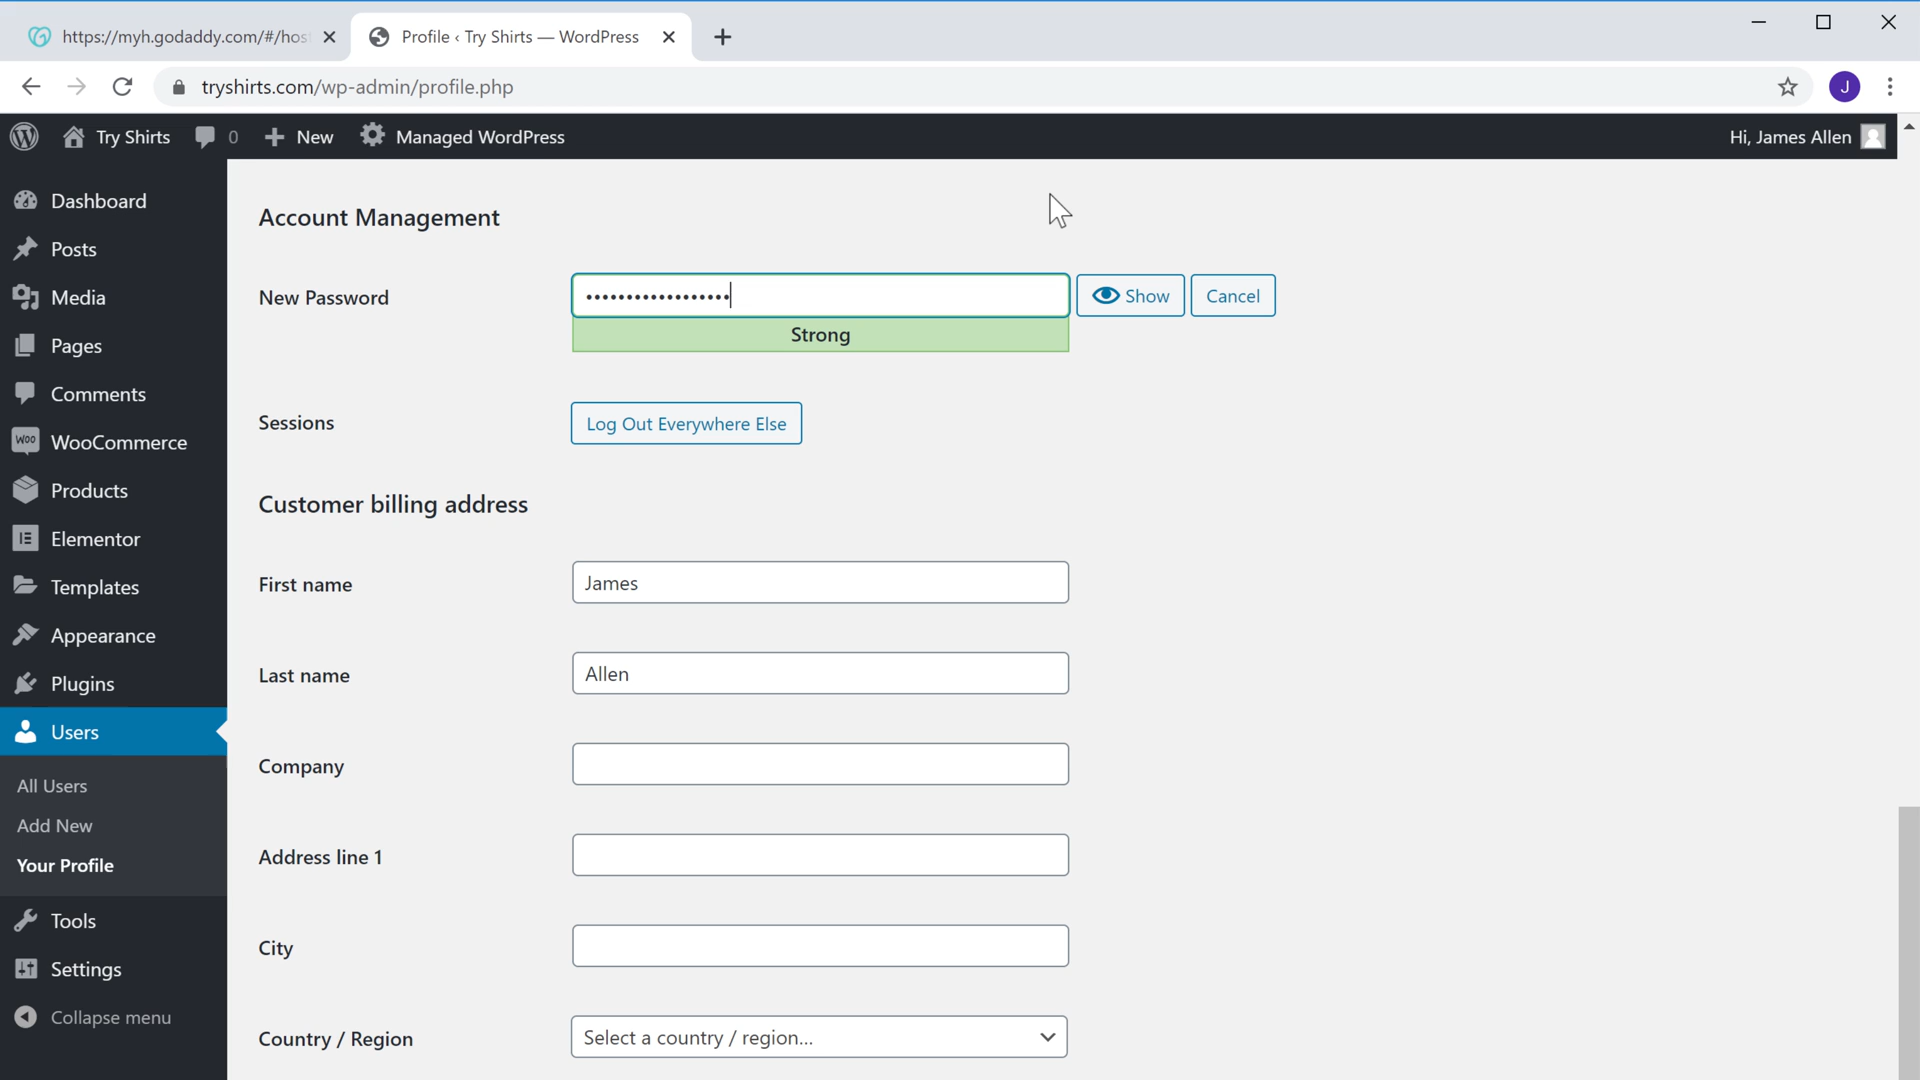 https://myh.godaddy.com/#/hos
Profile ‹ Try Shirts — WordPress
tryshirts.com/wp-admin/profile.php
J
Try Shirts
0
New
Managed WordPress
Hi, James Allen
Dashboard
Posts
Media
Pages
Comments
Woo WooCommerce
Products
Elementor
Templates
Appearance
Plugins
Users
All Users
Add New
Your Profile
Tools
Settings
Collapse menu
Account Management
New Password
••••••••••••••••••
Show
Cancel
Strong
Sessions
Log Out Everywhere Else
Customer billing address
First name
James
Last name
Allen
Company
Address line 1
City
Country / Region
Select a country / region...